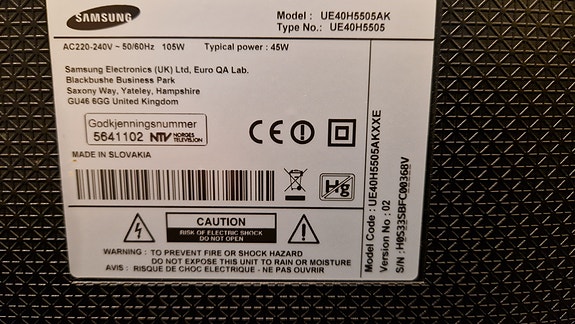 SAMSUNG
Model : UE40H5505AK
Type No.: UE40H5505
AC220-240V ~ 50/60Hz 105W Typical power : 45W
Samsung Electronics (UK) Ltd, Euro QA Lab.
Blackbushe Business Park
Saxony Way, Yateley, Hampshire
GU46 6GG United Kingdom
Godkjenningsnummer
5641102 NTV NORGES TELEVISJON
CE
MADE IN SLOVAKIA
Hg
CAUTION
RISK OF ELECTRIC SHOCK
DO NOT OPEN
WARNING : TO PREVENT FIRE OR SHOCK HAZARD
DO NOT EXPOSE THIS UNIT TO RAIN OR MOISTURE
AVIS : RISQUE DE CHOC ELECTRIQUE - NE PAS OUVRIR
Model Code : UE40H5505AKXXE
Version No : 02
S/N : H0S33SBFC00368V